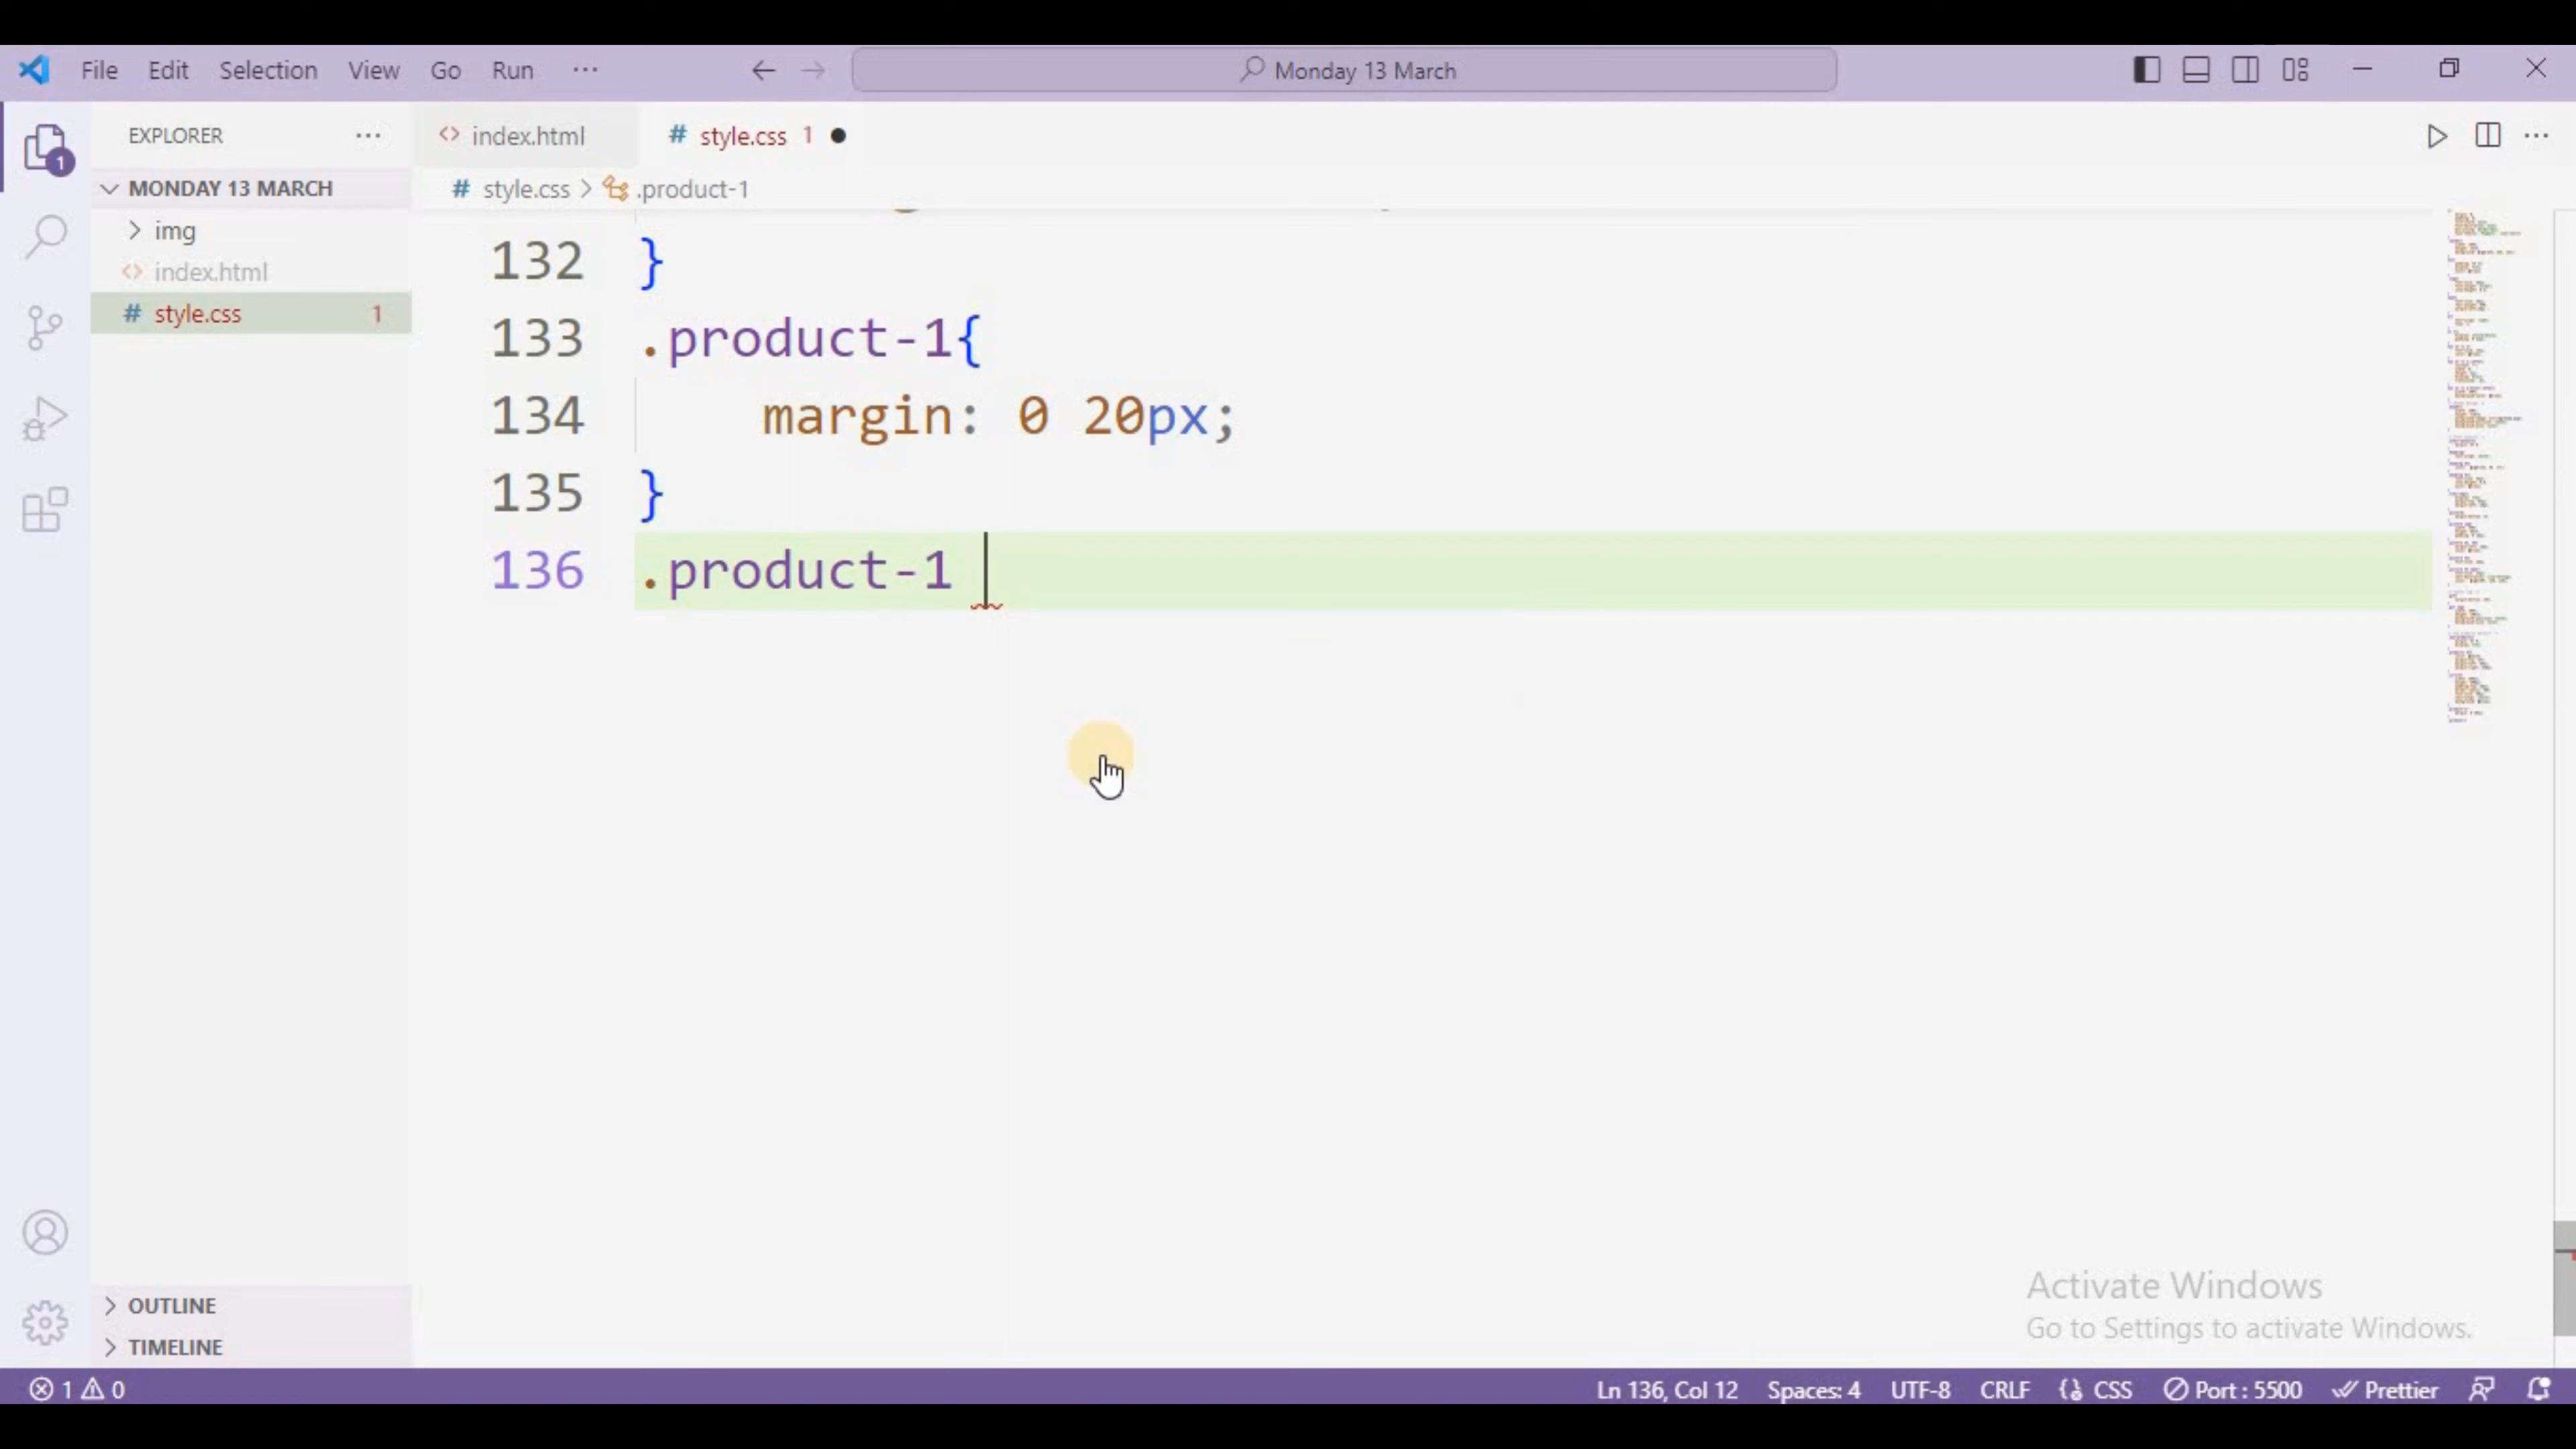 File Edit Selection View Go Run ··· Monday 13 March
EXPLORER ···
index.html
style.css 1
1
MONDAY 13 MARCH
style.css > .product-1
img
index.html
style.css 1
132 }
133 .product-1{
134 margin: 0 20px;
135 }
136 .product-1
Activate Windows
Go to Settings to activate Windows.
OUTLINE
TIMELINE
1 0 Ln 136, Col 12 Spaces: 4 UTF-8 CRLF CSS Port : 5500 Prettier